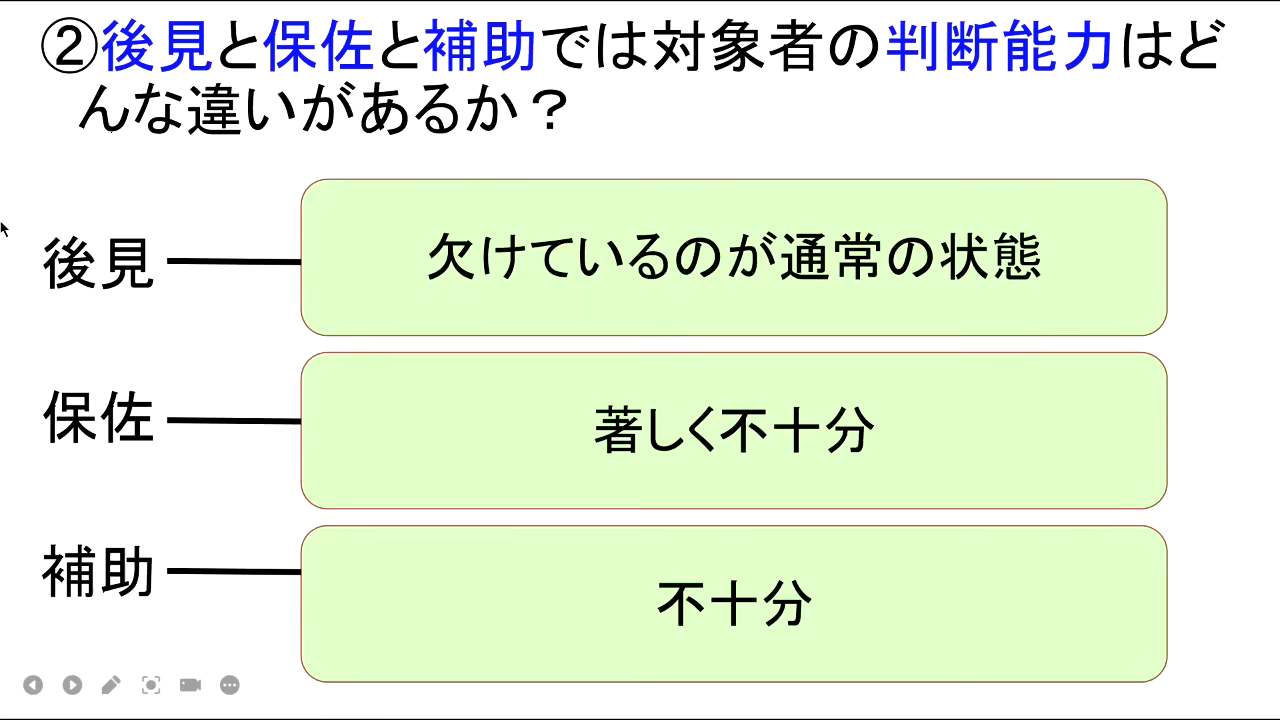 ②後見と保佐と補助では対象者の判断能力はど
んな違いがあるか？
後見
欠けているのが通常の状態
保佐
著しく不十分
補助
不十分